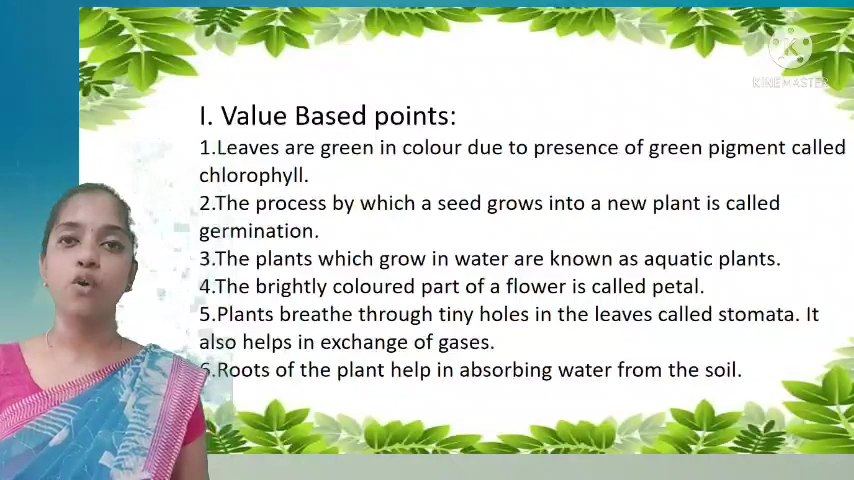 KINEMASTER
I. Value Based points:
1.Leaves are green in colour due to presence of green pigment called
chlorophyll.
2.The process by which a seed grows into a new plant is called
germination.
3.The plants which grow in water are known as aquatic plants.
4.The brightly coloured part of a flower is called petal.
5.Plants breathe through tiny holes in the leaves called stomata. It
also helps in exchange of gases.
6.Roots of the plant help in absorbing water from the soil.